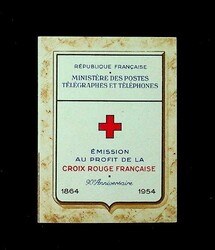 RÉPUBLIQUE FRANÇAISE
MINISTÈRE DES POSTES
TÉLÉGRAPHES ET TÉLÉPHONES
ÉMISSION
AU PROFIT DE LA
CROIX ROUGE FRANÇAISE
90e Anniversaire
1864 1954